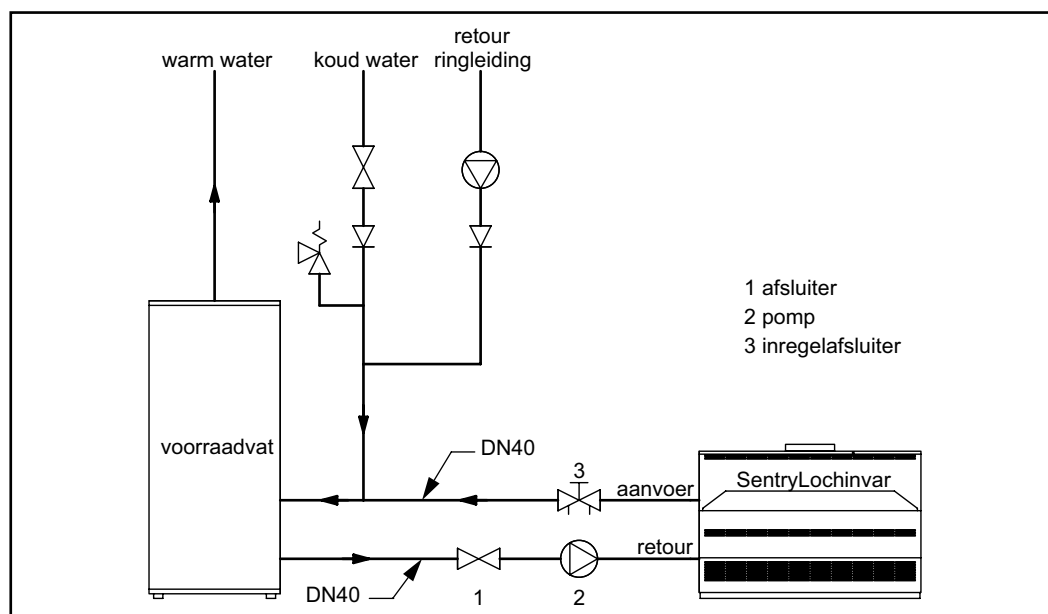 warm water
koud water
retour
ringleiding
1 afsluiter
2 pomp
3 inregelafsluiter
voorraadvat
DN40
3
aanvoer
SentryLochinvar
retour
DN40
1
2